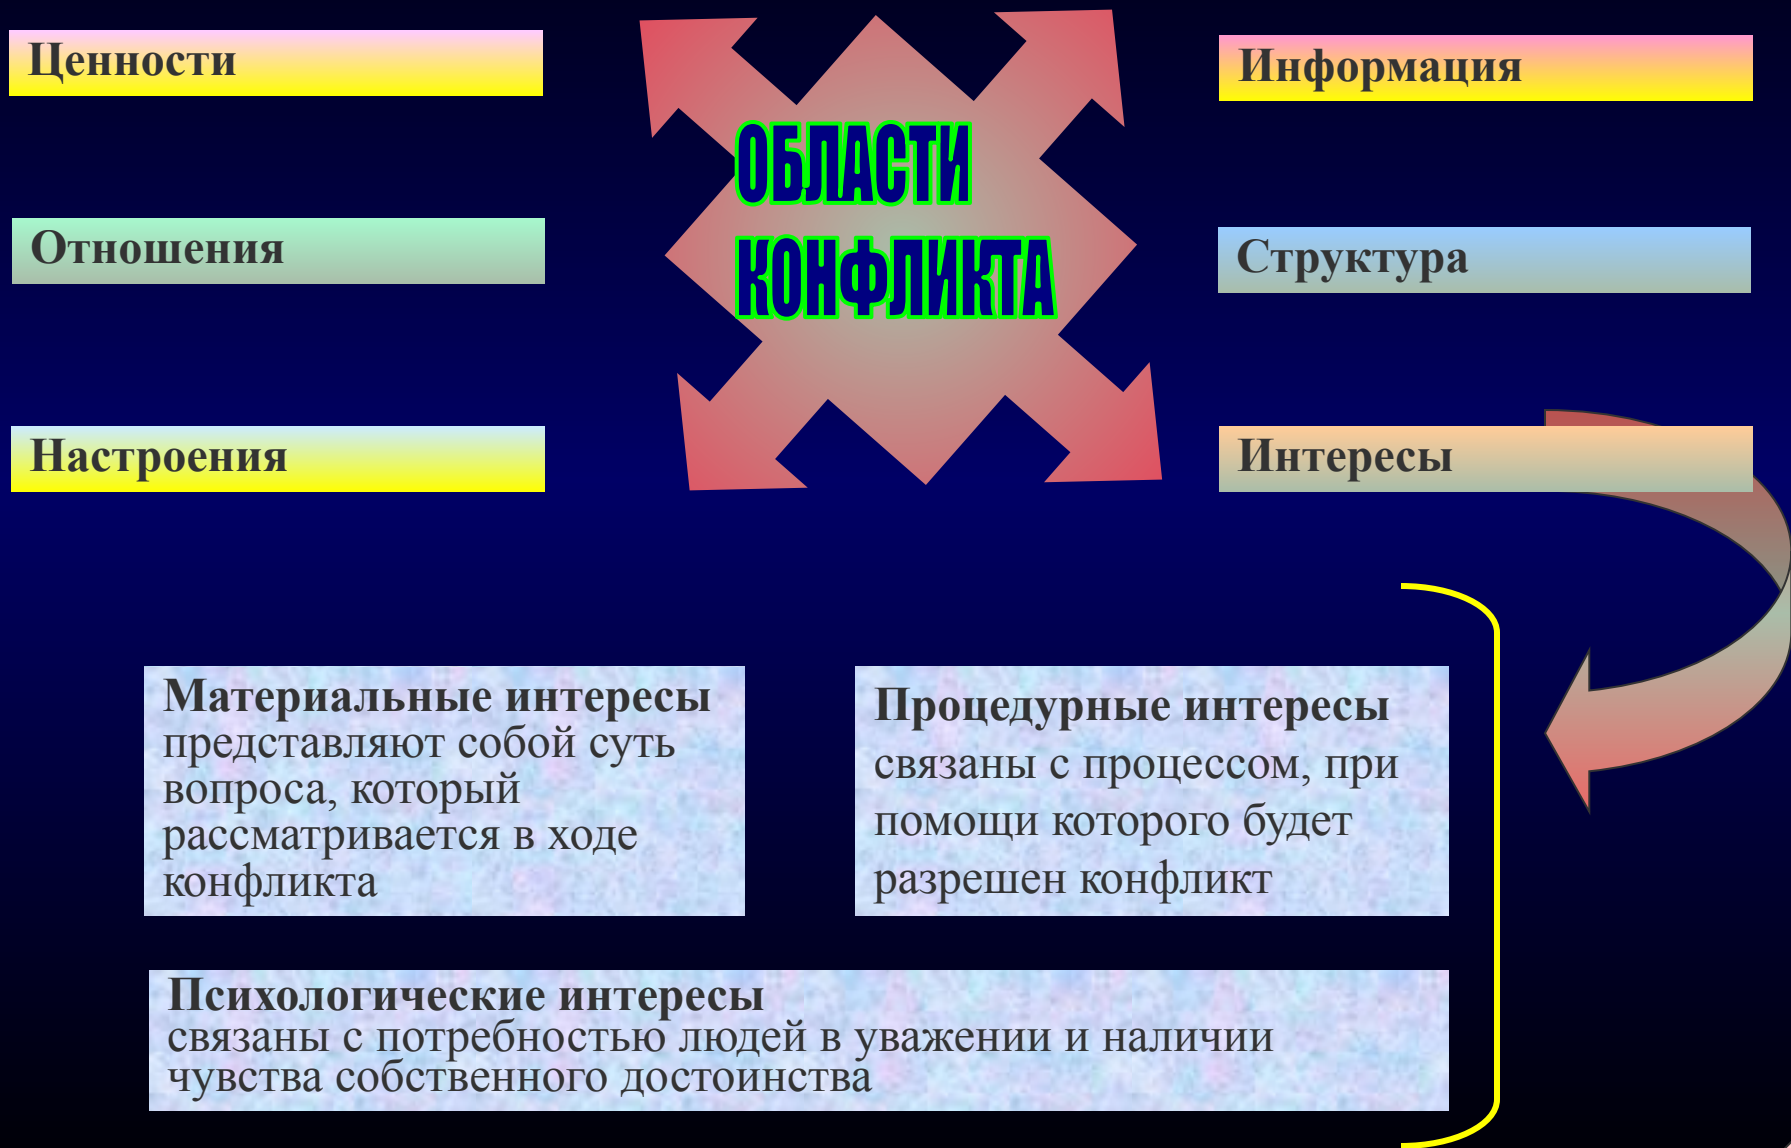 Ценности
Информация
ОБЛАСТИ
КОНФЛИКТА
Отношения
Структура
Настроения
Интересы
Материальные интересы
представляют собой суть
вопроса, который
рассматривается в ходе
конфликта
Процедурные интересы
связаны с процессом, при
помощи которого будет
разрешен конфликт
Психологические интересы
связаны с потребностью людей в уважении и наличии
чувства собственного достоинства